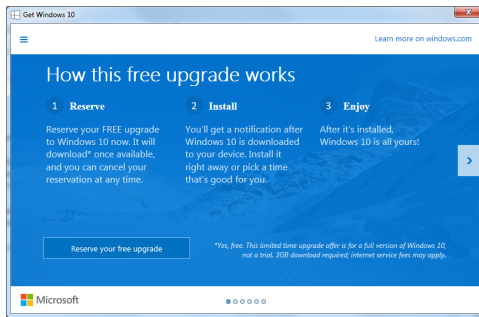 Get Windows 10
Learn more on windows.com
How this free upgrade works
1 Reserve
Reserve your FREE upgrade
to Windows 10 now. It will
download* once available,
and you can cancel your
reservation at any time.
2 Install
You'll get a notification after
Windows 10 is downloaded
to your device. Install it
right away or pick a time
that's good for you.
3 Enjoy
After it's installed,
Windows 10 is all yours!
Reserve your free upgrade
*Yes, free. This limited time upgrade offer is for a full version of Windows 10,
not a trial. 3GB download required; internet service fees may apply.
Microsoft